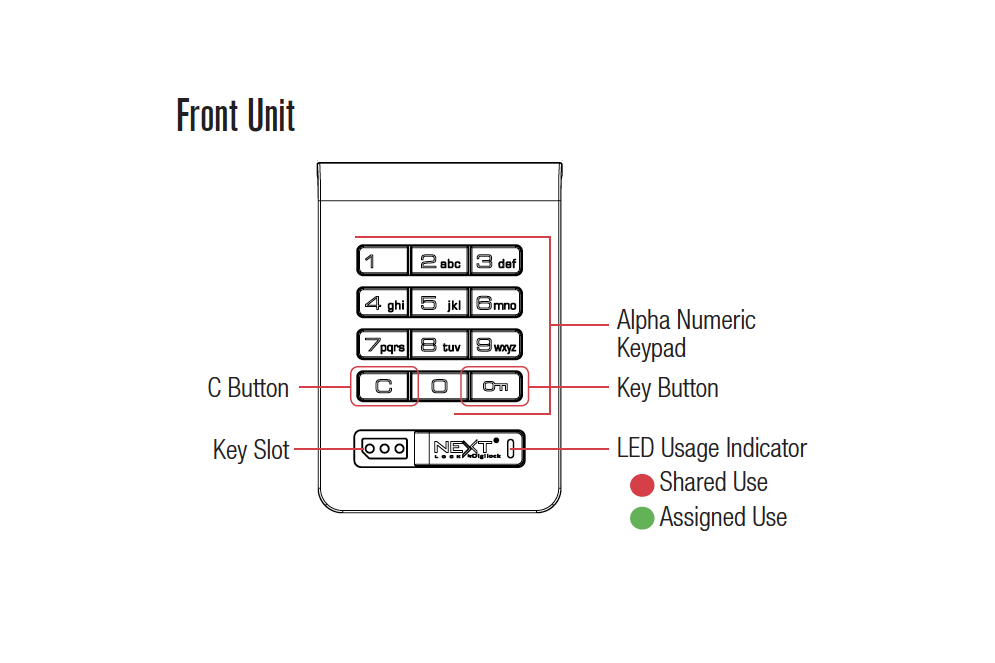 Front Unit
1 2 abc 3 def
4 ghi 5 jkl 6 mno
7 pqrs 8 tuv 9 wxyz
Alpha Numeric
Keypad
C Button
C 0
Key Button
Key Slot
NEXT
LOCK by Digilock
LED Usage Indicator
Shared Use
Assigned Use